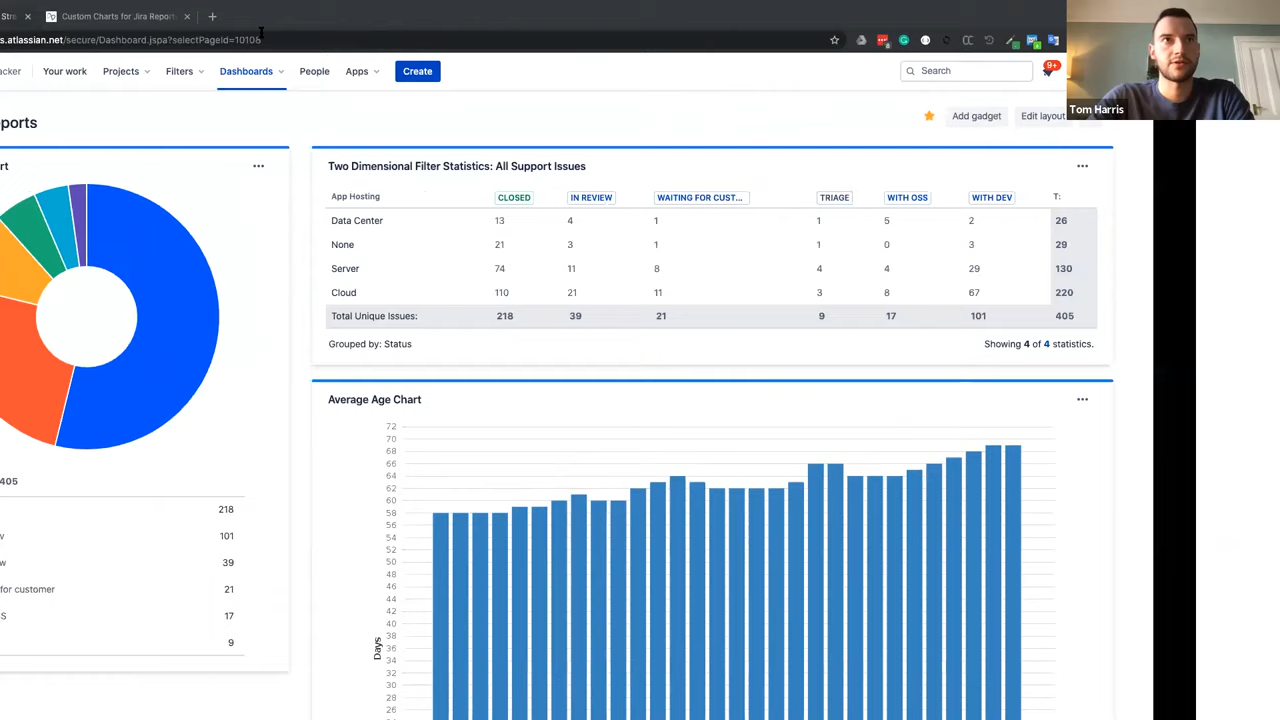 Str
Custom Charts for Jira Report
s.atlassian.net/secure/Dashboard.jspa?selectPageId=10108
acker
Your work
Projects
Filters
Dashboards
People
Apps
Create
Search
9+
Tom Harris
ports
Add gadget
Edit layout
rt
Two Dimensional Filter Statistics: All Support Issues
App Hosting CLOSED IN REVIEW WAITING FOR CUST... TRIAGE WITH OSS WITH DEV T:
Data Center 13 4 1 1 5 2 26
None 21 3 1 1 0 3 29
Server 74 11 8 4 4 29 130
Cloud 110 21 11 3 8 67 220
Total Unique Issues: 218 39 21 9 17 101 405
Grouped by: Status
Showing 4 of 4 statistics.
405
218
v 101
w 39
for customer 21
S 17
9
Average Age Chart
72
70
68
66
64
62
60
58
56
54
52
50
48
46
44
42
40
38
36
34
32
30
28
26
Days